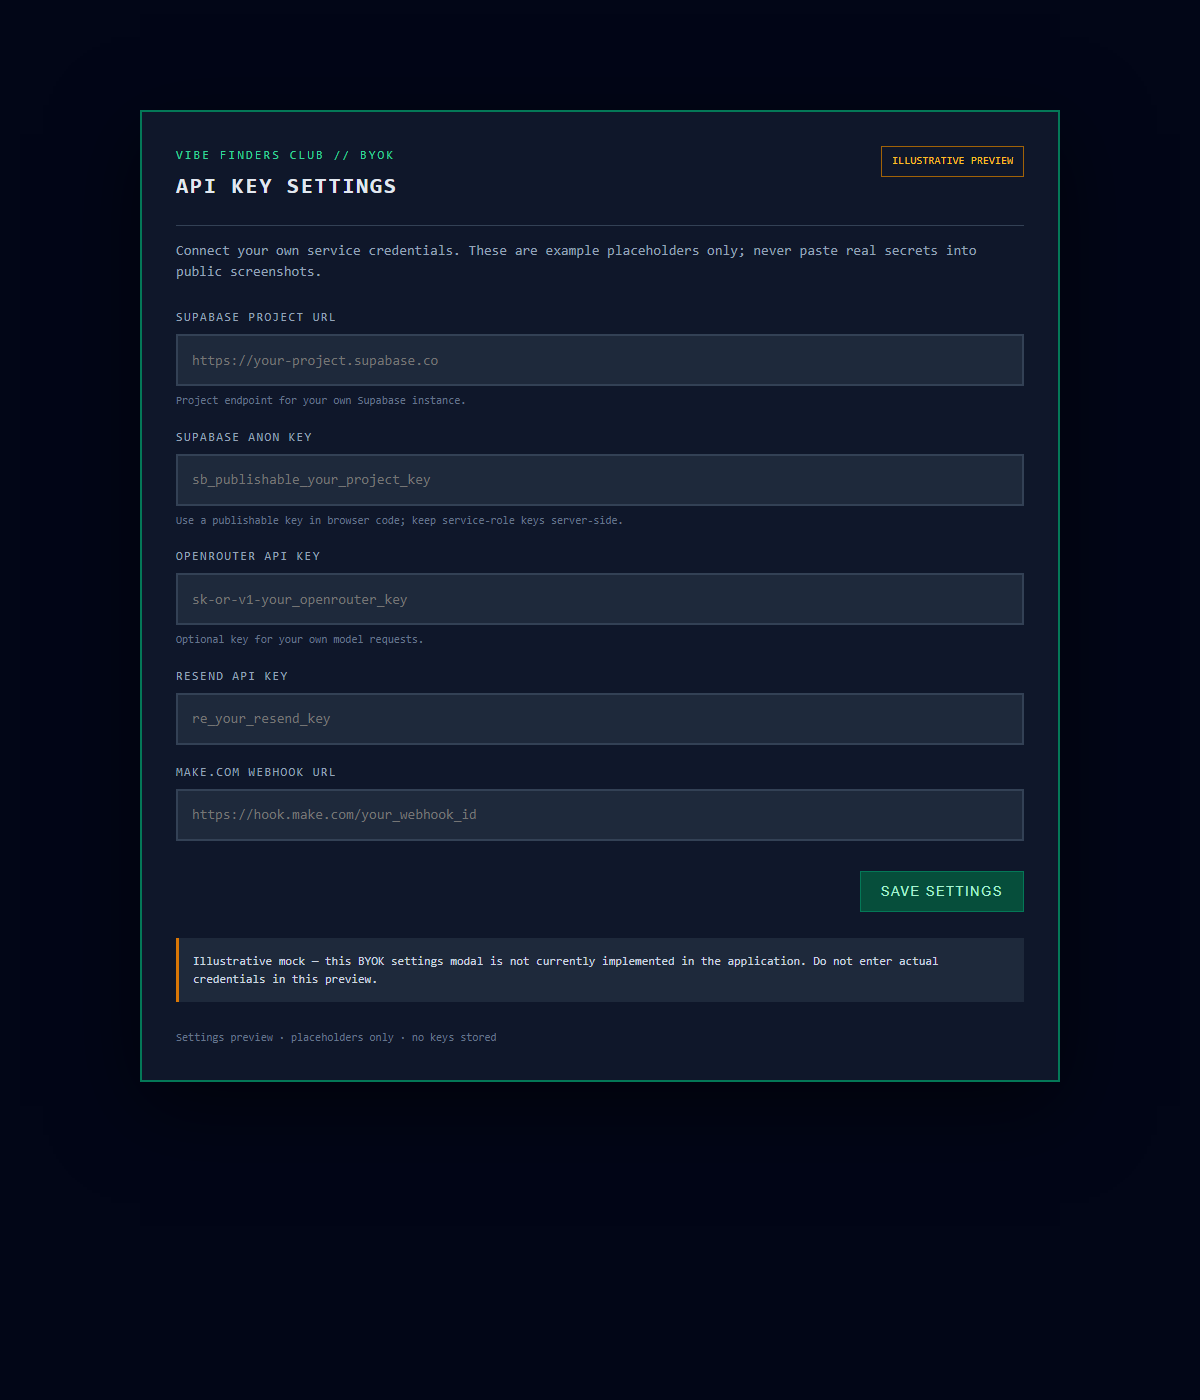 VIBE FINDERS CLUB // BYOK
ILLUSTRATIVE PREVIEW
API KEY SETTINGS
Connect your own service credentials. These are example placeholders only; never paste real secrets into
public screenshots.
SUPABASE PROJECT URL
https://your-project.supabase.co
Project endpoint for your own Supabase instance.
SUPABASE ANON KEY
sb_publishable_your_project_key
Use a publishable key in browser code; keep service-role keys server-side.
OPENROUTER API KEY
sk-or-v1-your_openrouter_key
Optional key for your own model requests.
RESEND API KEY
re_your_resend_key
MAKE.COM WEBHOOK URL
https://hook.make.com/your_webhook_id
SAVE SETTINGS
Illustrative mock — this BYOK settings modal is not currently implemented in the application. Do not enter actual
credentials in this preview.
Settings preview · placeholders only · no keys stored